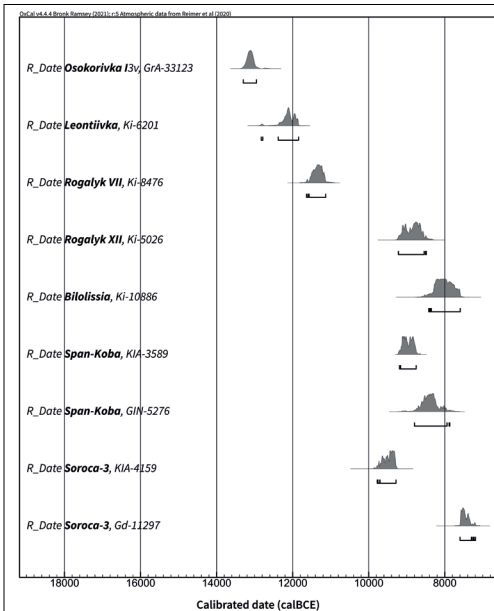 OxCal v4.4.4 Bronk Ramsey (2021); r:5 Atmospheric data from Reimer et al (2020)
R_Date Osokorivka I3v, GrA-33123
R_Date Leontiivka, Ki-6201
R_Date Rogalyk VII, Ki-8476
R_Date Rogalyk XII, Ki-5026
R_Date Bilolissia, Ki-10886
R_Date Span-Koba, KIA-3589
R_Date Span-Koba, GIN-5276
R_Date Soroca-3, KIA-4159
R_Date Soroca-3, Gd-11297
18000 16000 14000 12000 10000 8000
Calibrated date (calBCE)